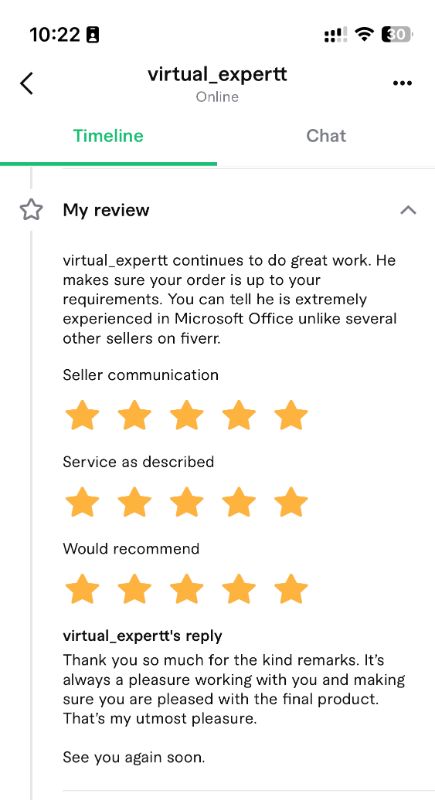 10:22
30
virtual_expertt
Online
Timeline
Chat
My review
virtual_expertt continues to do great work. He
makes sure your order is up to your
requirements. You can tell he is extremely
experienced in Microsoft Office unlike several
other sellers on fiverr.
Seller communication
Service as described
Would recommend
virtual_expertt's reply
Thank you so much for the kind remarks. It's
always a pleasure working with you and making
sure you are pleased with the final product.
That's my utmost pleasure.
See you again soon.